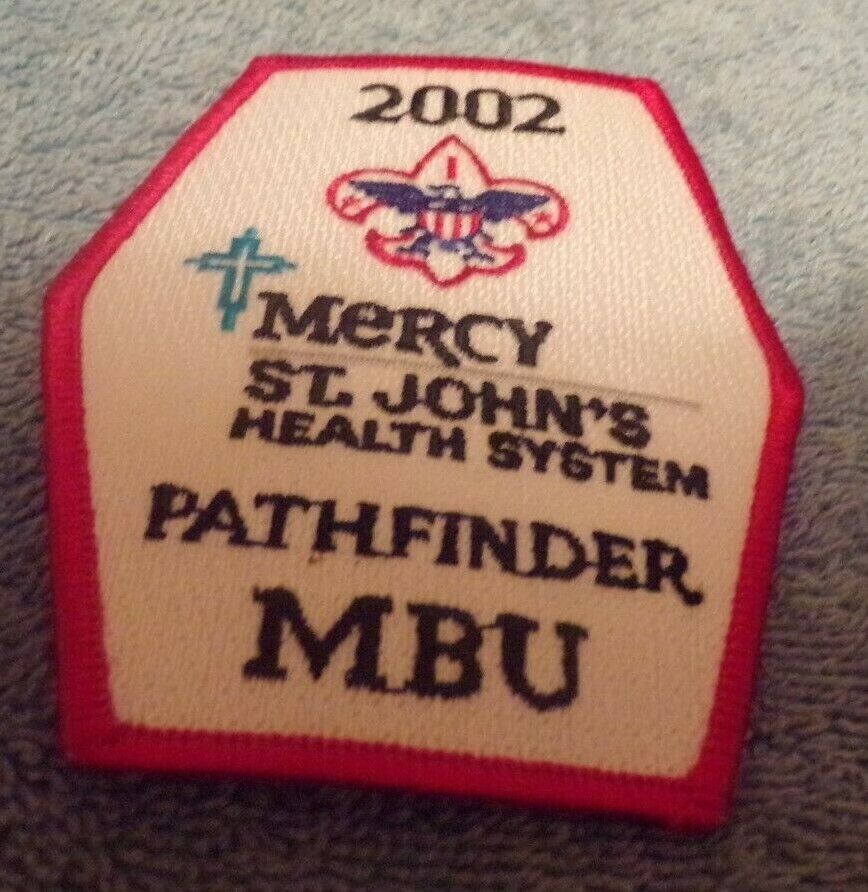 2002
MeRCY
ST. JOHN'S
HEALTH SYSTEM
PATHFINDER
MBU